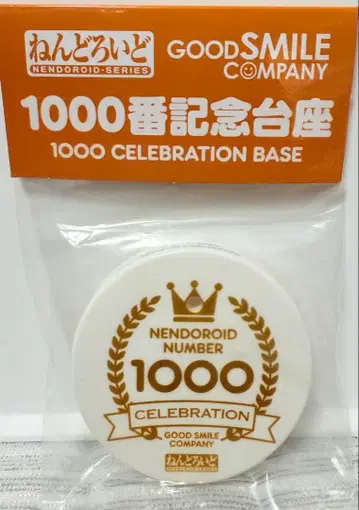 ねんどろいど
NENDOROID-SERIES
GOOD SMILE
COMPANY
1000番記念台座
1000 CELEBRATION BASE
NENDOROID
NUMBER
1000
CELEBRATION
GOOD SMILE
COMPANY
ねんどろいど